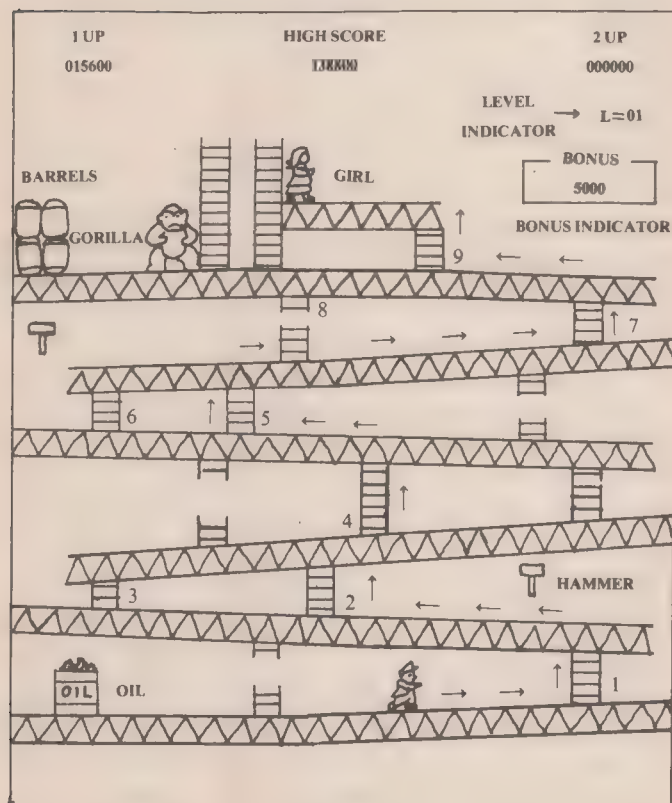 1 UP HIGH SCORE 2 UP
015600 000000
LEVEL
INDICATOR → L=01
BONUS
5000
BONUS INDICATOR
BARRELS
GIRL
GORILLA
9
8
7
6
5
4
HAMMER
3
2
OIL
OIL
1